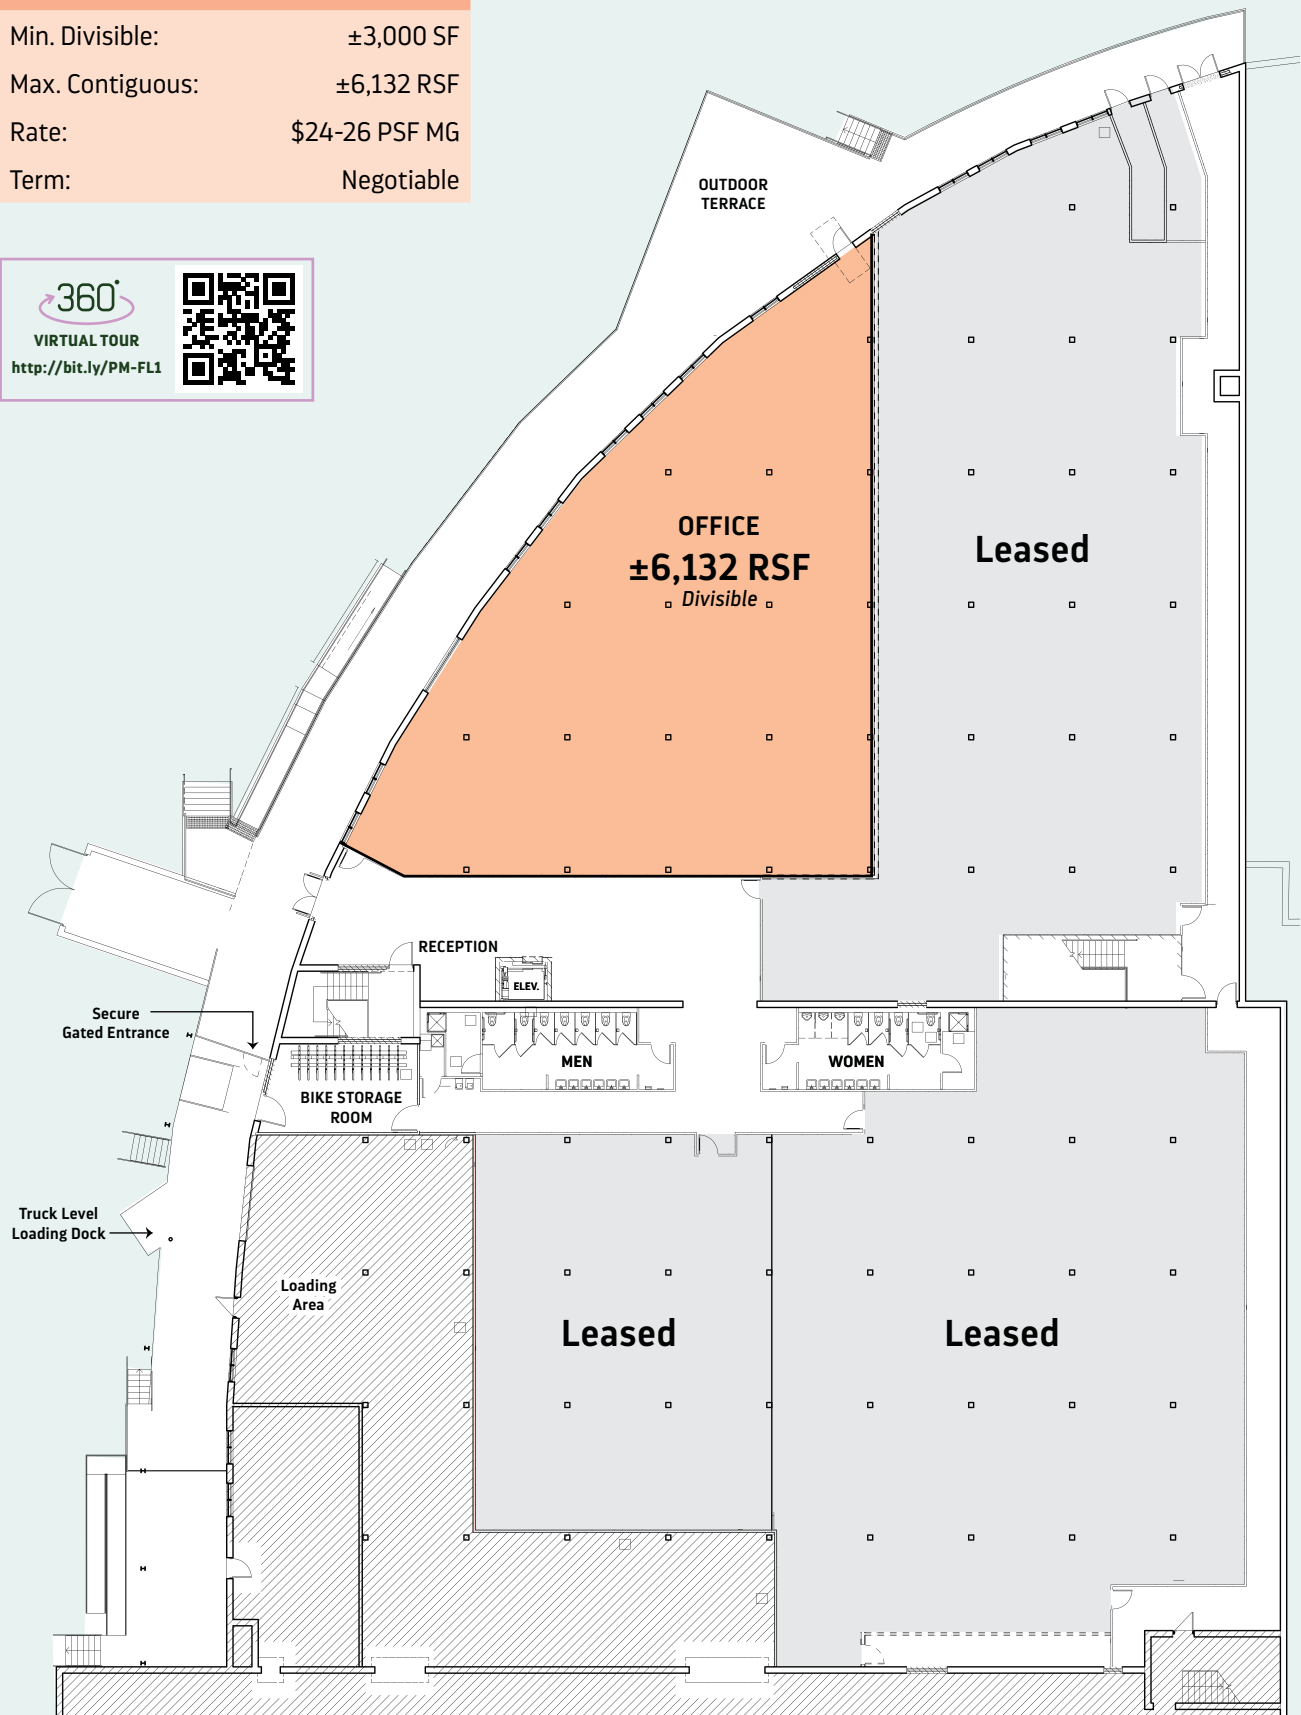 Min. Divisible: ±3,000 SF
Max. Contiguous: ±6,132 RSF
Rate: $24-26 PSF MG
Term: Negotiable
360°
VIRTUAL TOUR
http://bit.ly/PM-FL1
OUTDOOR
TERRACE
OFFICE
±6,132 RSF
Divisible
Leased
RECEPTION
ELEV.
Secure
Gated Entrance
MEN
WOMEN
BIKE STORAGE
ROOM
Truck Level
Loading Dock
Loading
Area
Leased
Leased